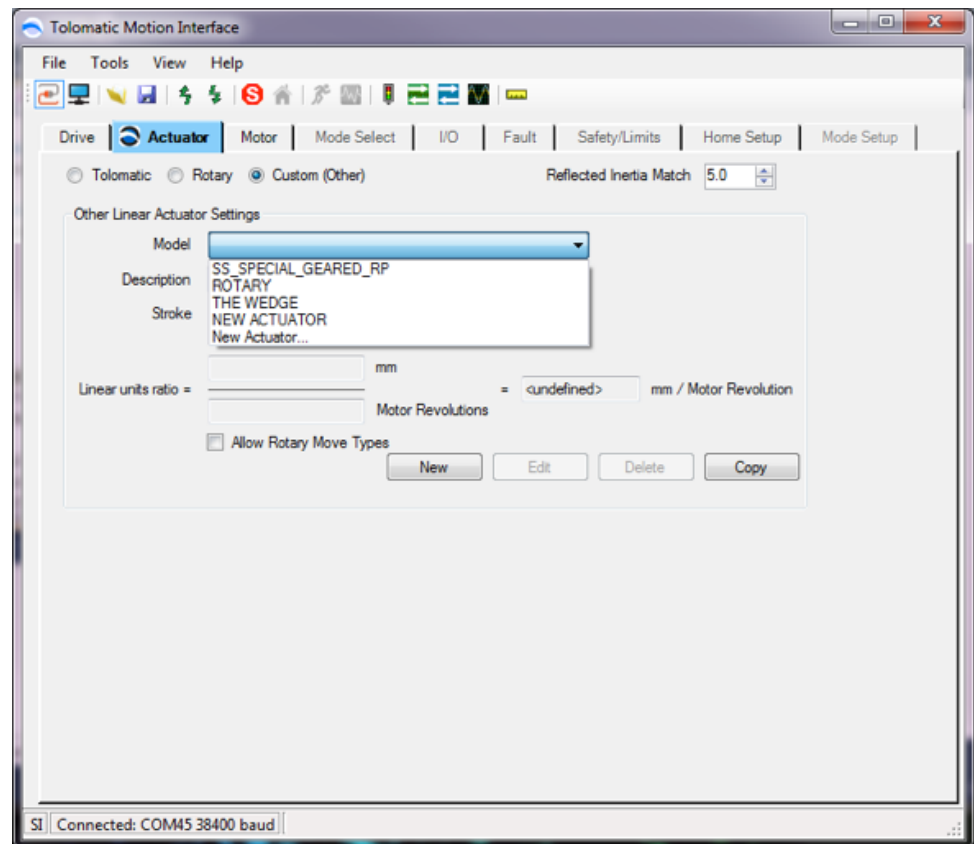 Tolomatic Motion Interface
File Tools View Help
Drive Actuator Motor Mode Select I/O Fault Safety/Limits Home Setup Mode Setup
Tolomatic Rotary Custom (Other) Reflected Inertia Match 5.0
Other Linear Actuator Settings
Model
SS_SPECIAL_GEARED_RP
Description
ROTARY
THE WEDGE
Stroke
NEW ACTUATOR
New Actuator...
mm
Linear units ratio = = <undefined> mm / Motor Revolution
Motor Revolutions
Allow Rotary Move Types
New Edit Delete Copy
SI Connected: COM45 38400 baud